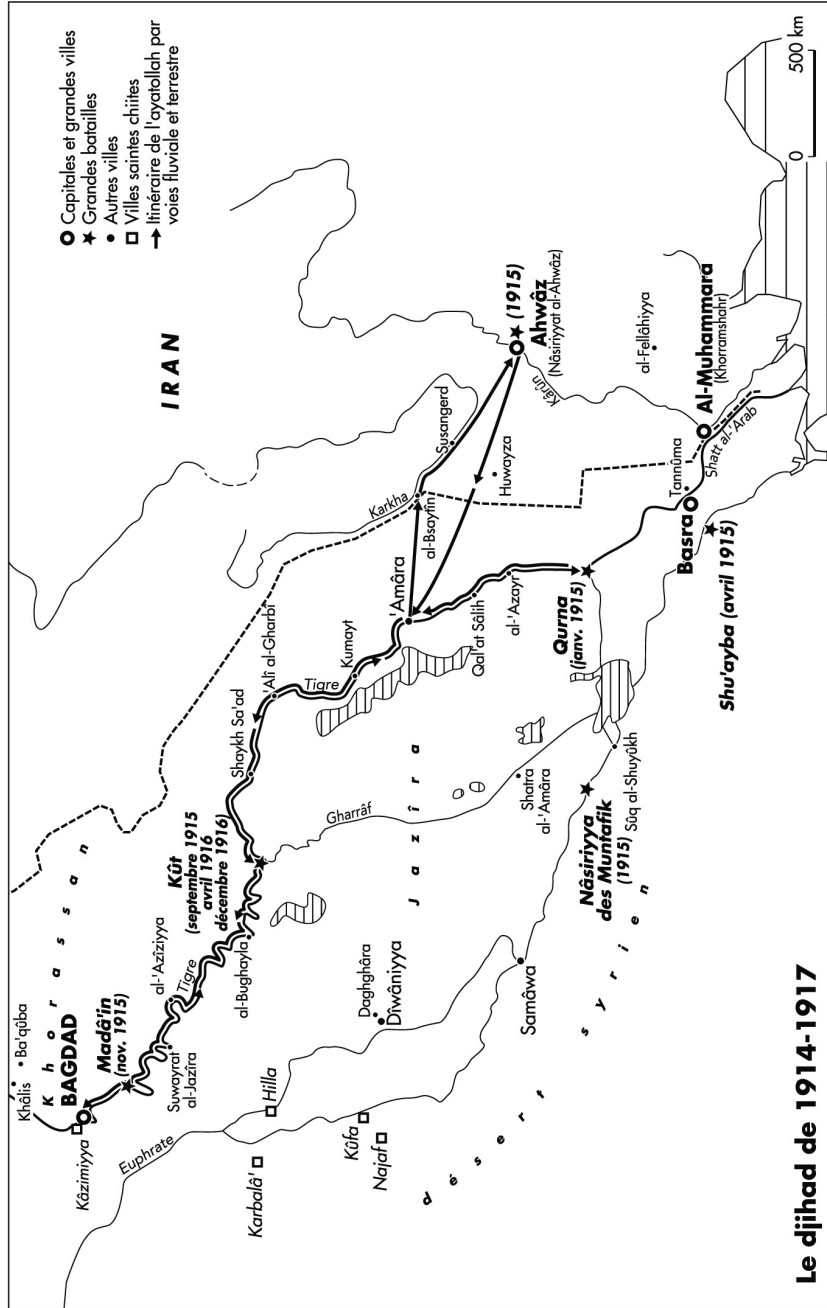 Capitales et grandes villes
Grandes batailles
Autres villes
Villes saintes chiites
Itinéraire de l'ayatollah par
voies fluviale et terrestre
IRAN
Khorassan
Khâlis
Ba'qûba
BAGDAD
Kâzimiyya
Madâ'in
(nov. 1915)
al-'Azîziyya
Tigre
Suwayrat
al-Jazîra
al-Bughayla
Kût
(septembre 1915
avril 1916
décembre 1916)
Shaykh Sa'ad
'Alî al-Gharbî
Tigre
Kumayt
'Amâra
Karkha
al-Bsaytîn
Susangerd
(1915)
Ahwâz
(Nâsiriyyat al-Ahwâz)
Kârûn
Huwayza
al-Fellâhiyya
Qal'at Sâlih
al-'Azayr
Qurna
(janv. 1915)
Tannûma
Basra
Al-Muhammara
(Khorramshahr)
Shatt al-'Arab
Shu'ayba (avril 1915)
Jazîra
Gharrâf
Shatra
al-'Amâra
Nâsiriyya
des Muntafik
(1915)
Sûq al-Shuyûkh
Euphrate
Karbalâ'
Hilla
Kûfa
Najaf
Daghghâra
Dîwâniyya
Samâwa
désert syrien
0 500 km
Le djihad de 1914-1917